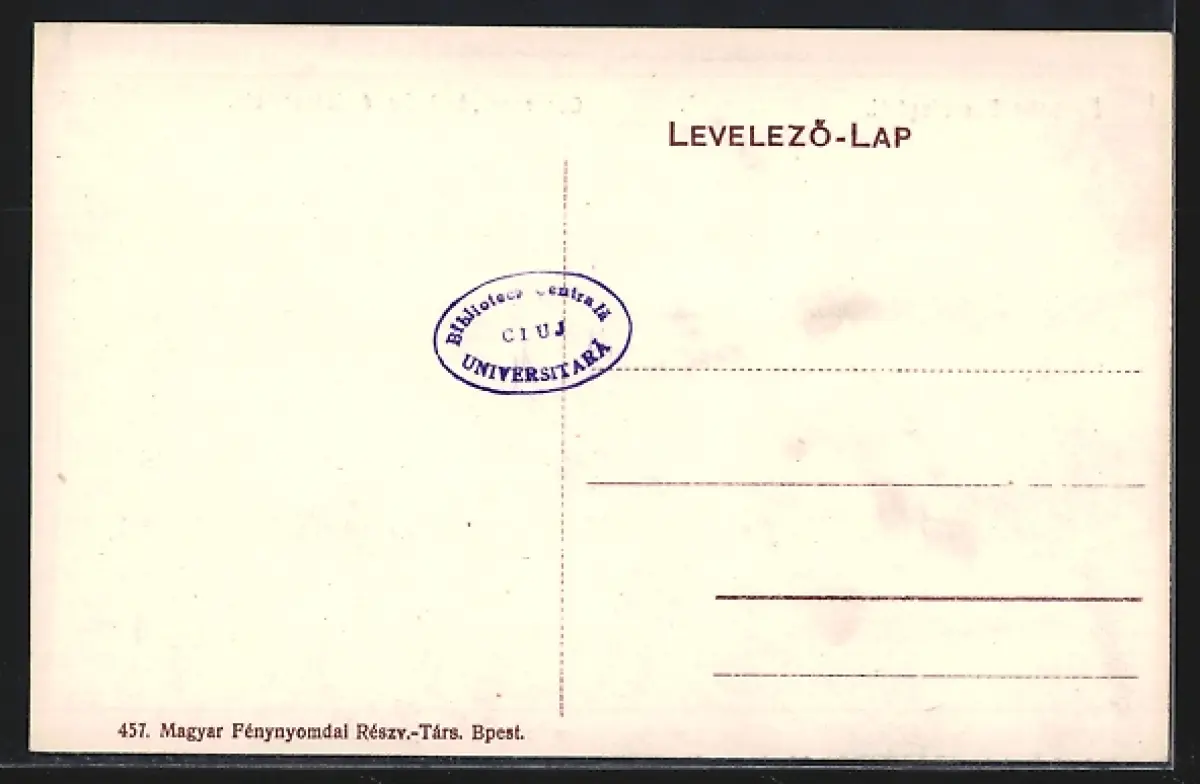 LEVELEZŐ-LAP
Biblioteca Centrală
CLUJ
UNIVERSITARĂ
457. Magyar Fénynyomdai Részv.-Társ. Bpest.